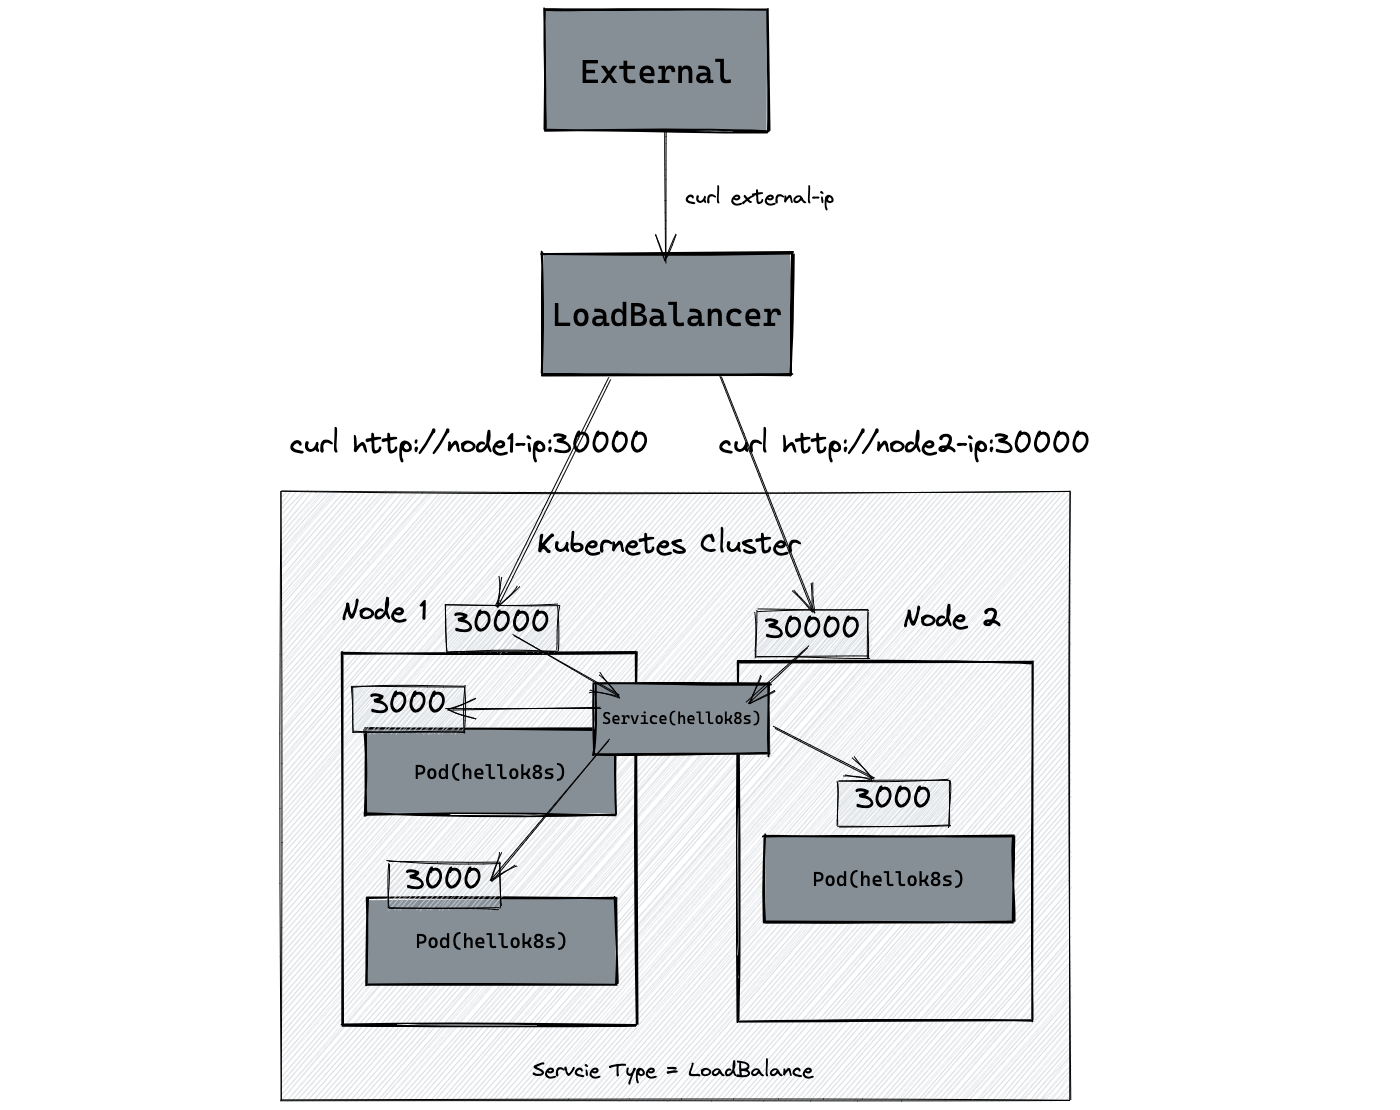 External
curl external-ip
LoadBalancer
curl http://node1-ip:30000
curl http://node2-ip:30000
Kubernetes Cluster
Node 1
30000
30000
Node 2
3000
Service(hellok8s)
Pod(hellok8s)
3000
3000
Pod(hellok8s)
Pod(hellok8s)
Servcie Type = LoadBalance